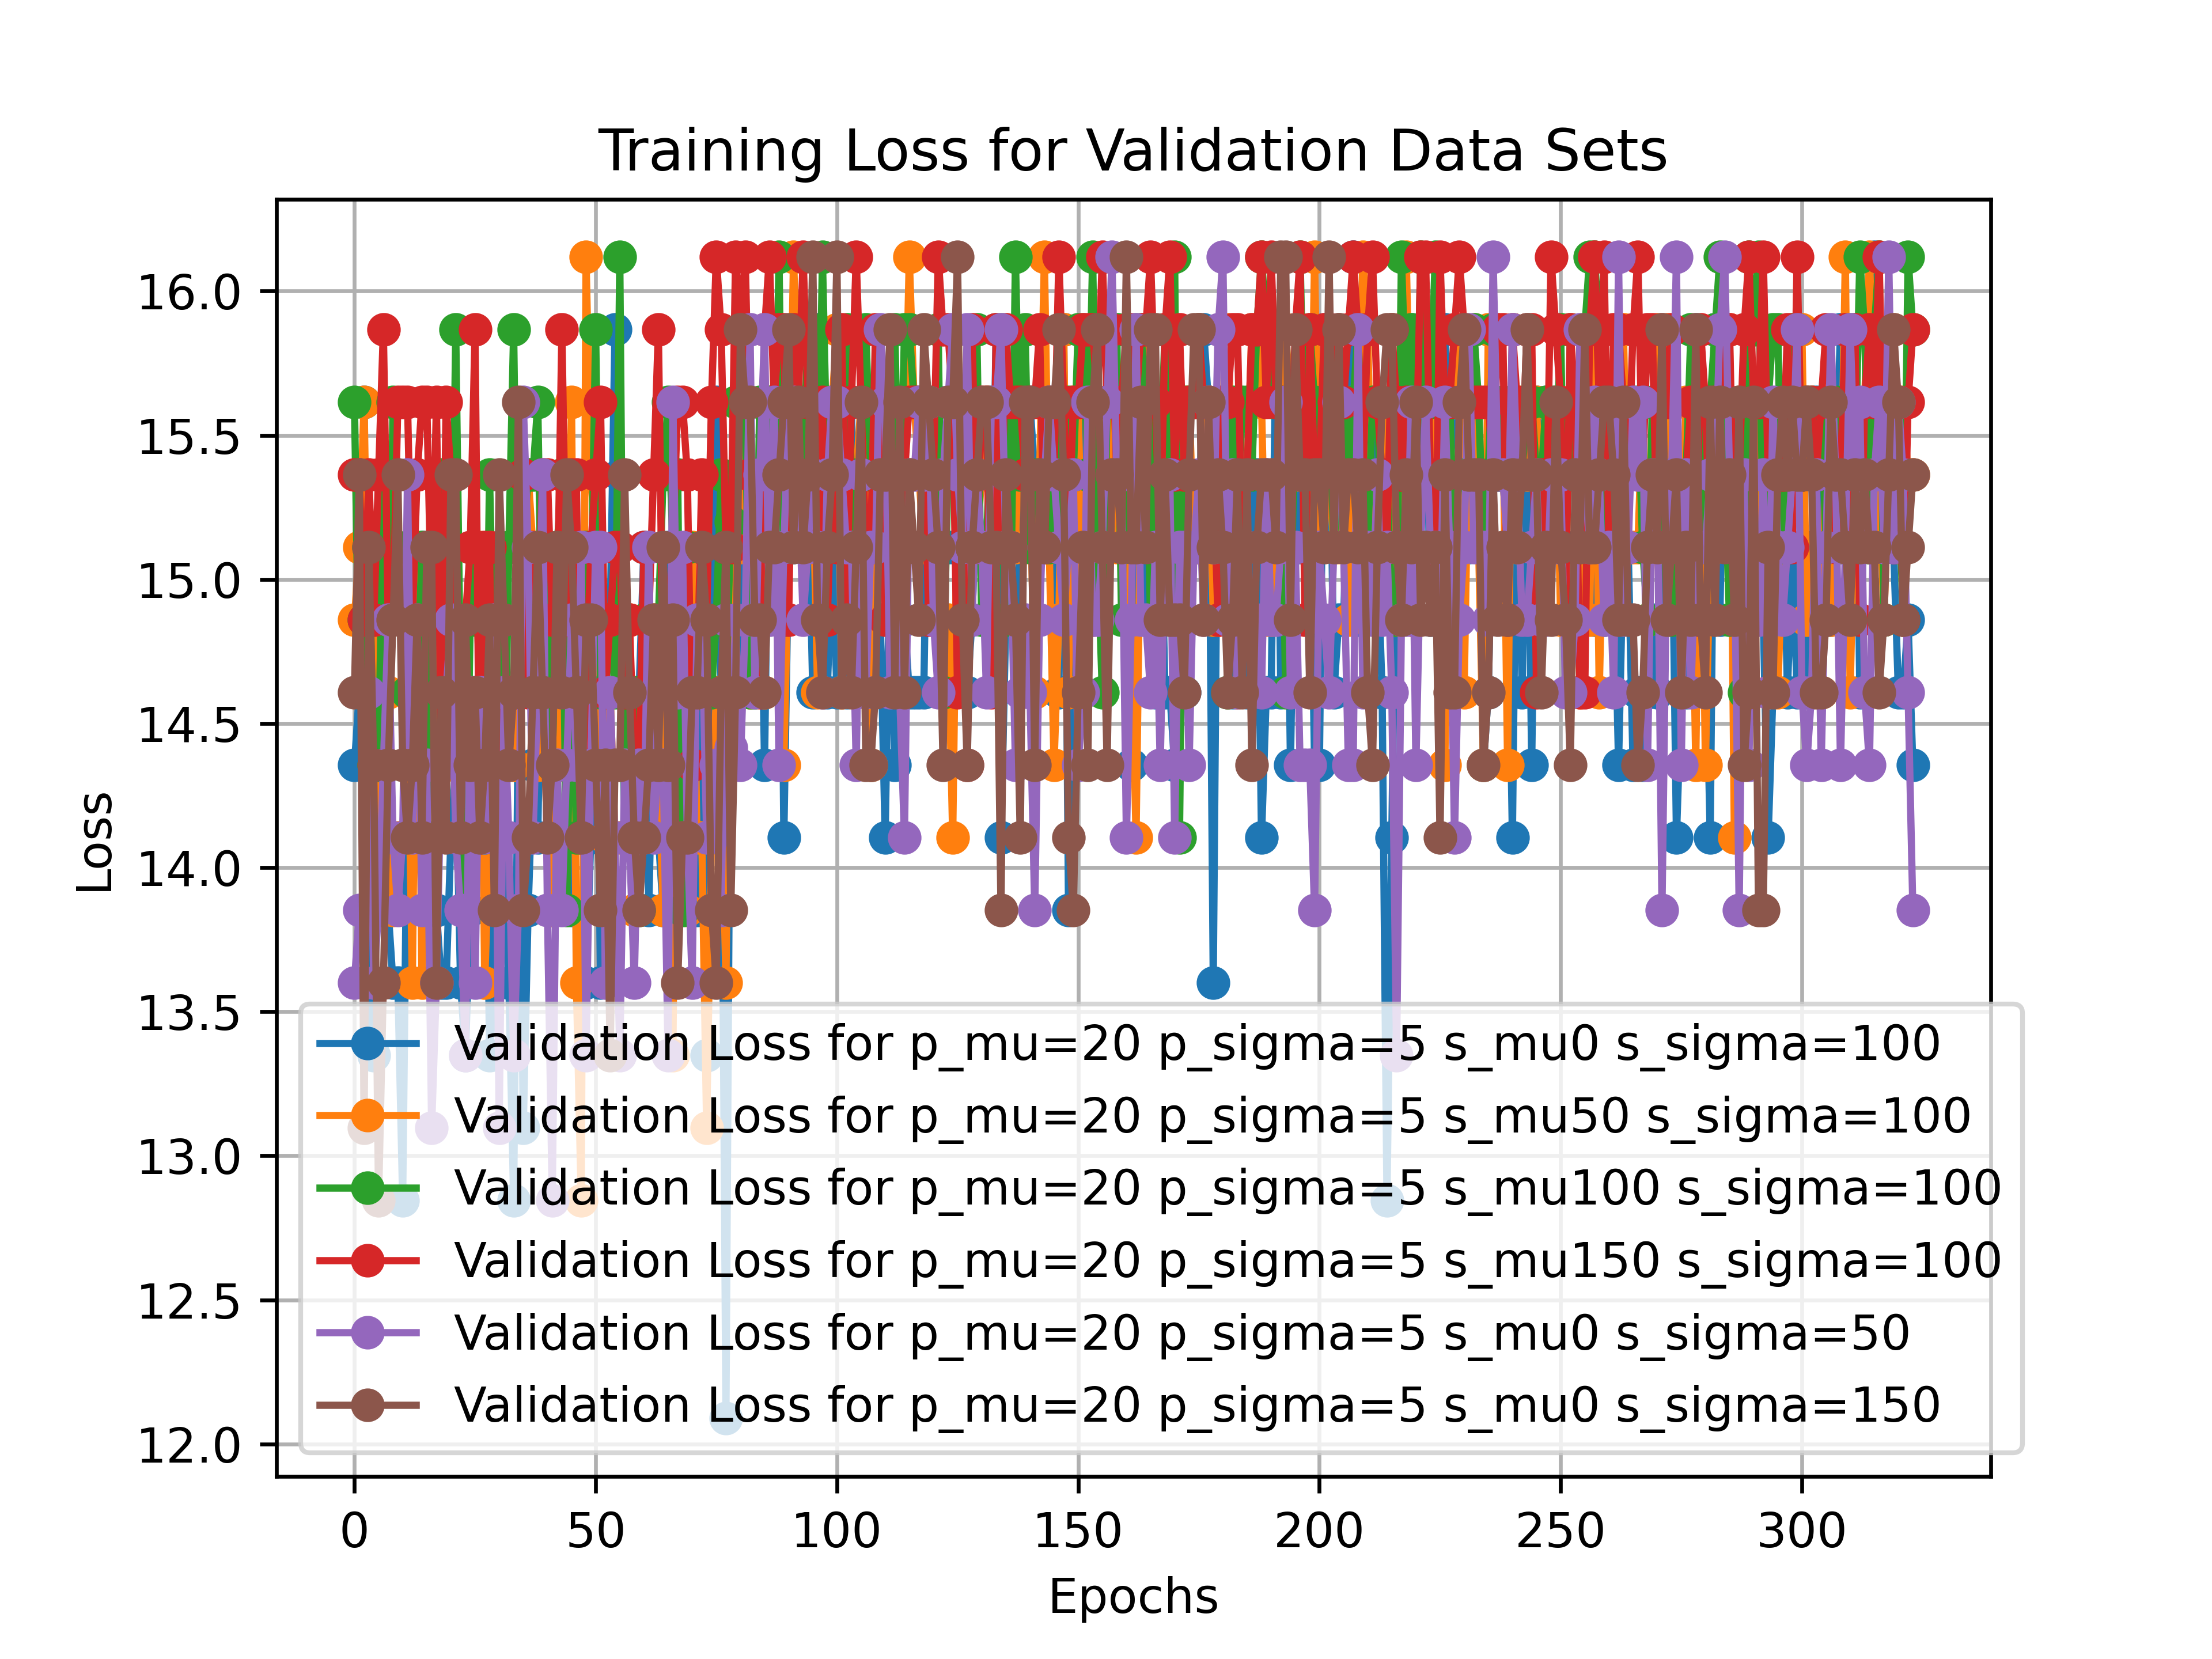 Training Loss for Validation Data Sets
Loss
16.0
15.5
15.0
14.5
14.0
13.5
13.0
12.5
12.0
Validation Loss for p_mu=20 p_sigma=5 s_mu0 s_sigma=100
Validation Loss for p_mu=20 p_sigma=5 s_mu50 s_sigma=100
Validation Loss for p_mu=20 p_sigma=5 s_mu100 s_sigma=100
Validation Loss for p_mu=20 p_sigma=5 s_mu150 s_sigma=100
Validation Loss for p_mu=20 p_sigma=5 s_mu0 s_sigma=50
Validation Loss for p_mu=20 p_sigma=5 s_mu0 s_sigma=150
0 50 100 150 200 250 300
Epochs